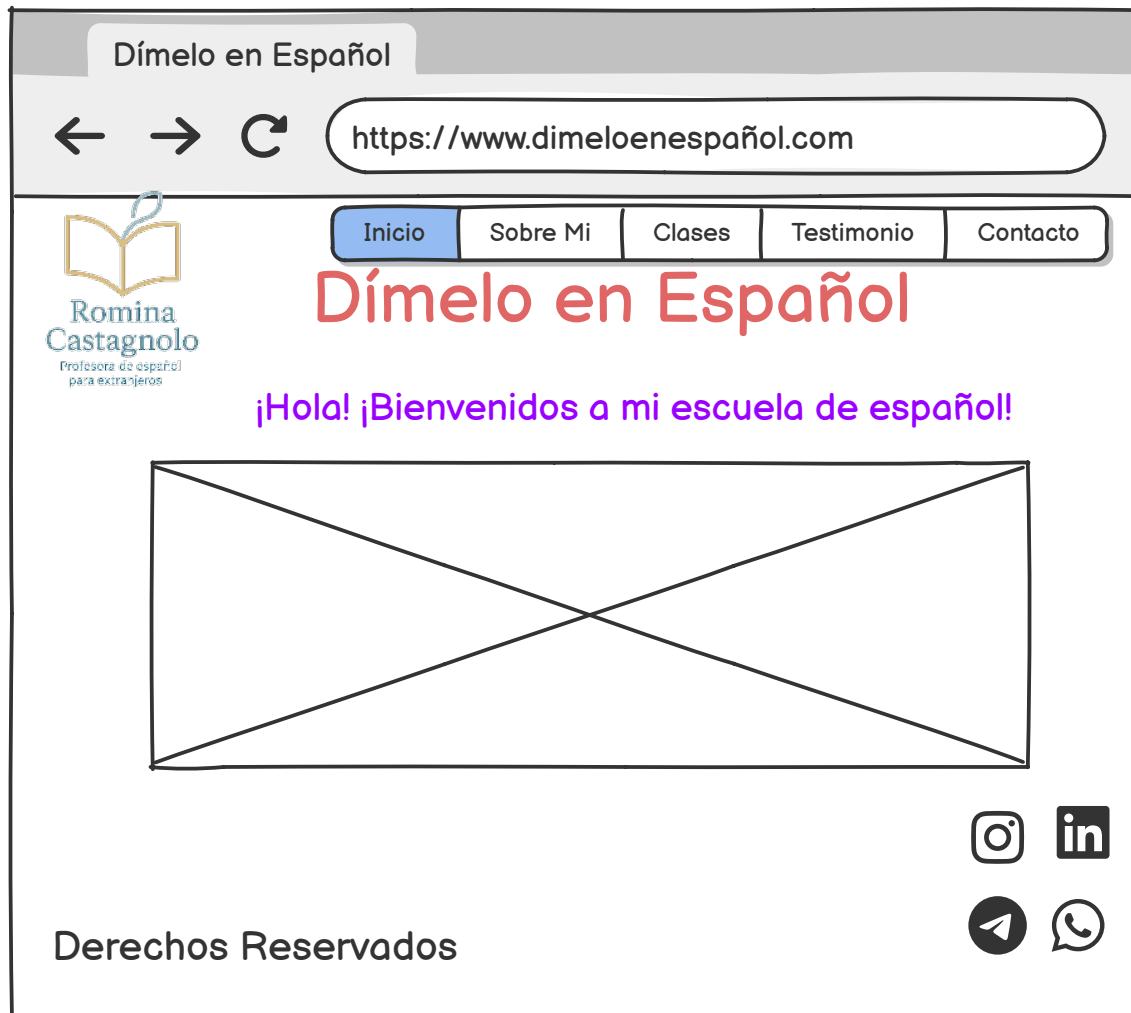 Dímelo en Español
https://www.dimeloenespañol.com
Inicio Sobre Mi Clases Testimonio Contacto
Romina
Castagnolo
Profesora de español
para extranjeros
Dímelo en Español
¡Hola! ¡Bienvenidos a mi escuela de español!
in
Derechos Reservados